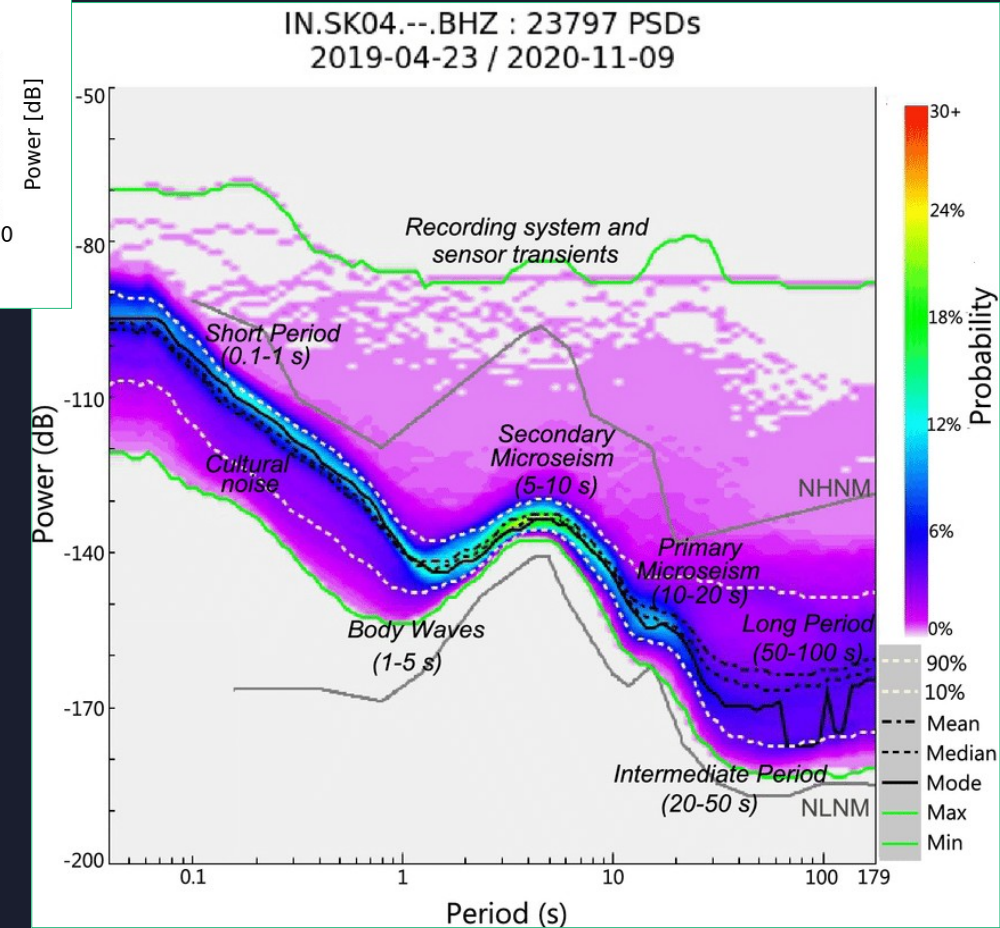 IN.SK04.--.BHZ : 23797 PSDs
2019-04-23 / 2020-11-09
Power [dB]
0
-50
-80
-110
-140
-170
-200
Power (dB)
Recording system and
sensor transients
Short Period
(0.1-1 s)
Cultural
noise
Secondary
Microseism
(5-10 s)
NHNM
Primary
Microseism
(10-20 s)
Body Waves
(1-5 s)
Long Period
(50-100 s)
Intermediate Period
(20-50 s)
NLNM
0.1
1
10
100
179
Period (s)
30+
24%
18%
12%
6%
0%
Probability
90%
10%
Mean
Median
Mode
Max
Min